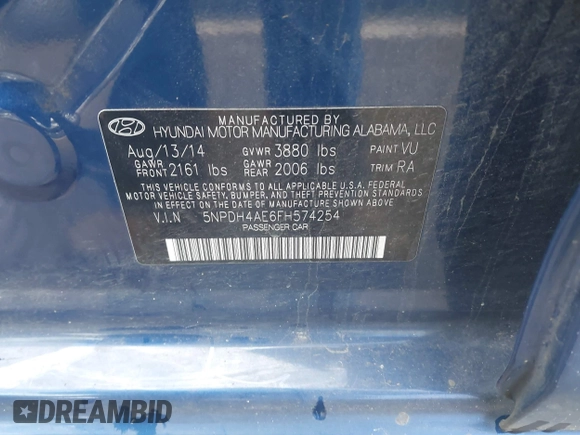 MANUFACTURED BY
HYUNDAI MOTOR MANUFACTURING ALABAMA, LLC
Aug/13/14 GVWR 3880 lbs PAINT VU
GAWR FRONT 2161 lbs GAWR REAR 2006 lbs TRIM RA
THIS VEHICLE CONFORMS TO ALL APPLICABLE U.S.A. FEDERAL
MOTOR VEHICLE SAFETY, BUMPER, AND THEFT PREVENTION
STANDARDS IN EFFECT ON THE DATE OF MANUFACTURE SHOWN ABOVE.
V.I.N 5NPDH4AE6FH574254
PASSENGER CAR
DREAMBID